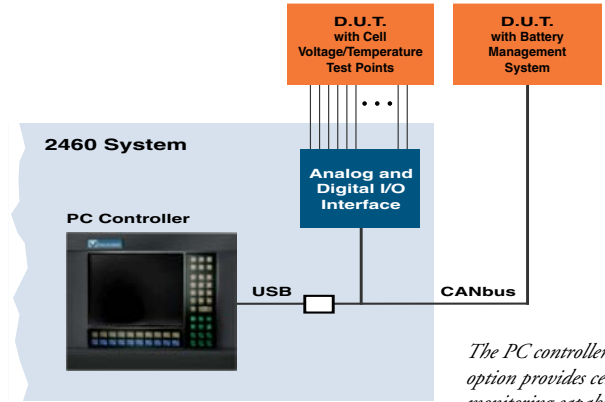 D.U.T.
with Cell
Voltage/Temperature
Test Points
D.U.T.
with Battery
Management
System
2460 System
Analog and
Digital I/O
Interface
PC Controller
USB
CANbus
The PC controller
option provides ce